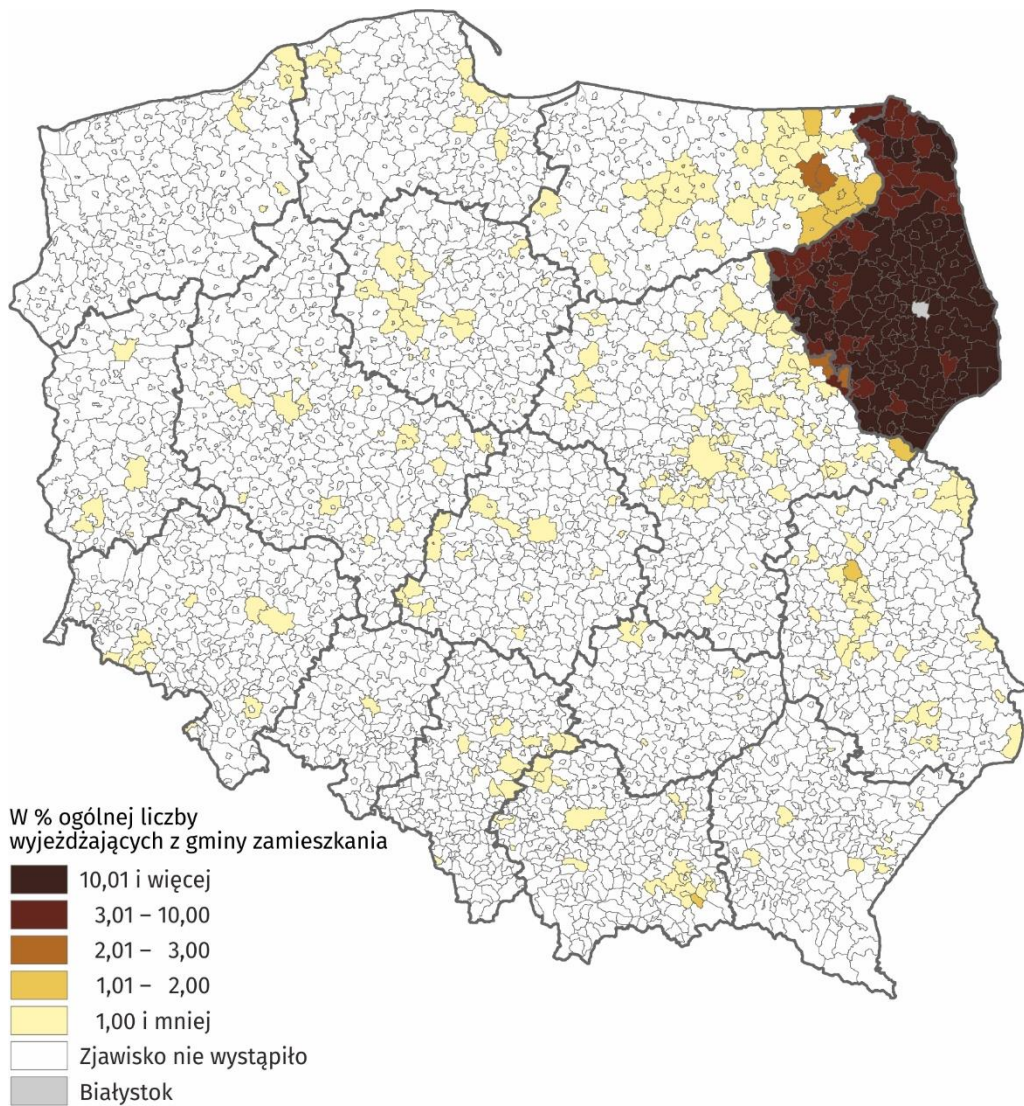 W % ogólnej liczby
wyjeżdżających z gminy zamieszkania
10,01 i więcej
3,01 – 10,00
2,01 – 3,00
1,01 – 2,00
1,00 i mniej
Zjawisko nie wystąpiło
Białystok